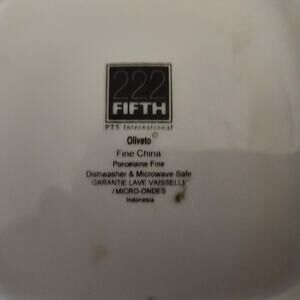 222
FIFTH
PTS International
Oliveto©
Fine China
Porcelaine Fine
Dishwasher & Microwave Safe
GARANTIE LAVE VAISSELLE
/ MICRO-ONDES
Indonesia